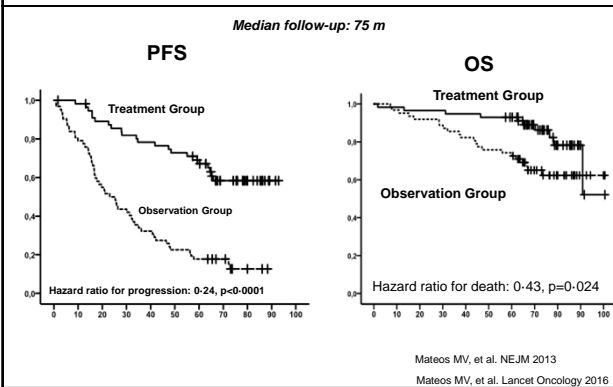 Median follow-up: 75 m
PFS
OS
1,0
0,8
0,6
0,4
0,2
0,0
Treatment Group
Observation Group
Hazard ratio for progression: 0·24, p<0·0001
0 10 20 30 40 50 60 70 80 90 100
1,0
0,8
0,6
0,4
0,2
0,0
Treatment Group
Observation Group
Hazard ratio for death: 0·43, p=0·024
0 10 20 30 40 50 60 70 80 90 100
Mateos MV, et al. NEJM 2013
Mateos MV, et al. Lancet Oncology 2016